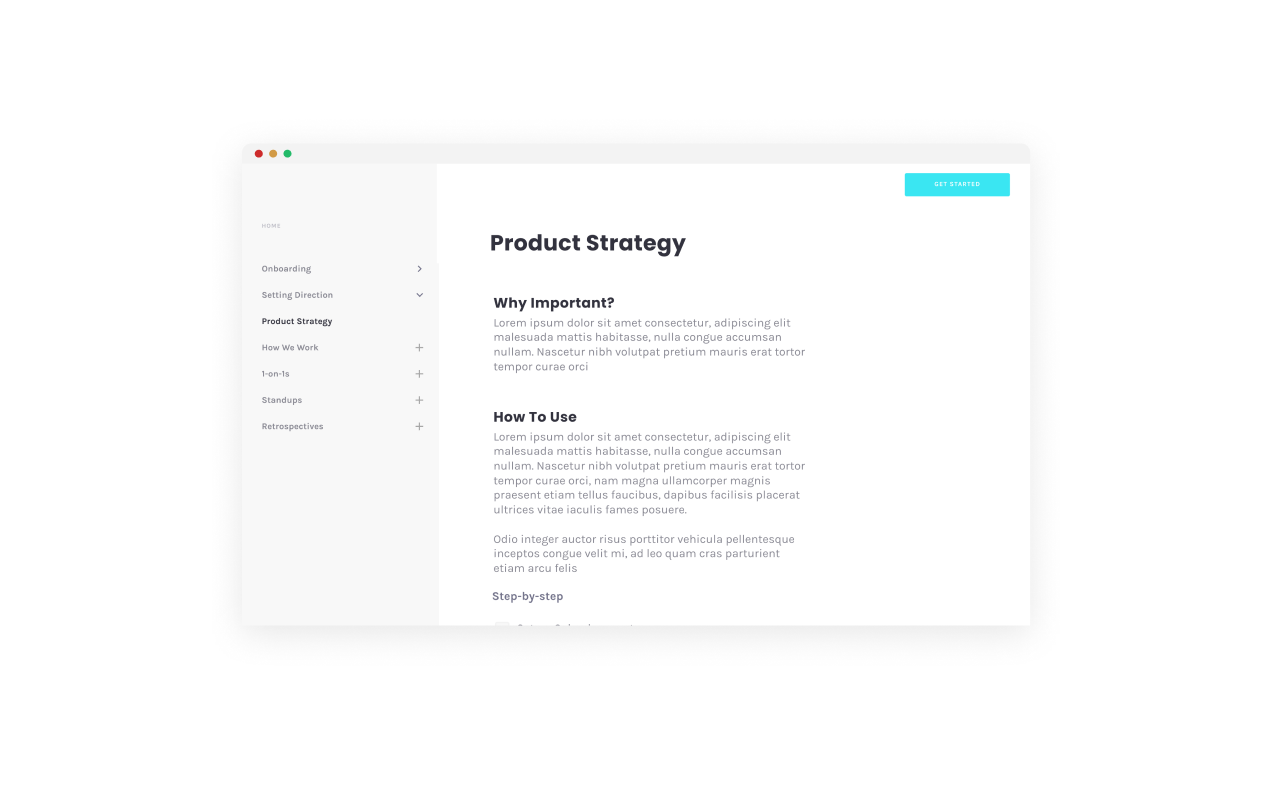 GET STARTED
HOME
Onboarding
Setting Direction
Product Strategy
How We Work
1-on-1s
Standups
Retrospectives
Product Strategy
Why Important?
Lorem ipsum dolor sit amet consectetur, adipiscing elit
malesuada mattis habitasse, nulla congue accumsan
nullam. Nascetur nibh volutpat pretium mauris erat tortor
tempor curae orci
How To Use
Lorem ipsum dolor sit amet consectetur, adipiscing elit
malesuada mattis habitasse, nulla congue accumsan
nullam. Nascetur nibh volutpat pretium mauris erat tortor
tempor curae orci, nam magna ullamcorper magnis
praesent etiam tellus faucibus, dapibus facilisis placerat
ultrices vitae iaculis fames posuere.
Odio integer auctor risus porttitor vehicula pellentesque
inceptos congue velit mi, ad leo quam cras parturient
etiam arcu felis
Step-by-step